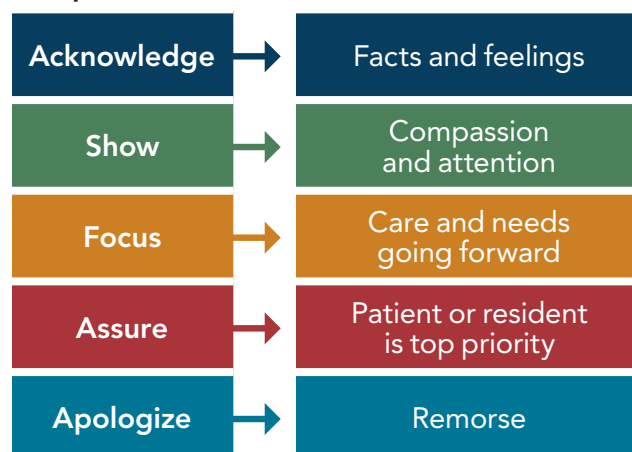 Acknowledge
Facts and feelings
Show
Compassion
and attention
Focus
Care and needs
going forward
Assure
Patient or resident
is top priority
Apologize
Remorse